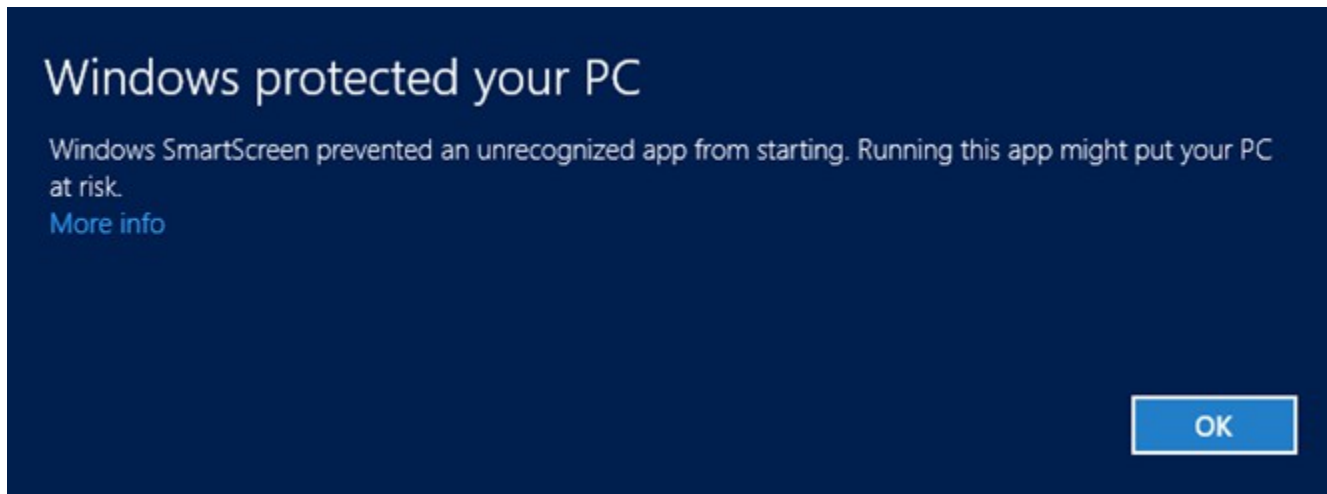 Windows protected your PC
Windows SmartScreen prevented an unrecognized app from starting. Running this app might put your PC
at risk.
More info
OK